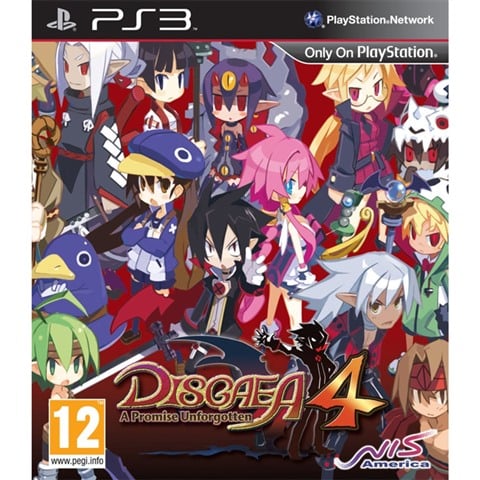 PS3
PlayStation®Network
Only On PlayStation®
DISGAEA 4
A Promise Unforgotten
12
www.pegi.info
NIS
America